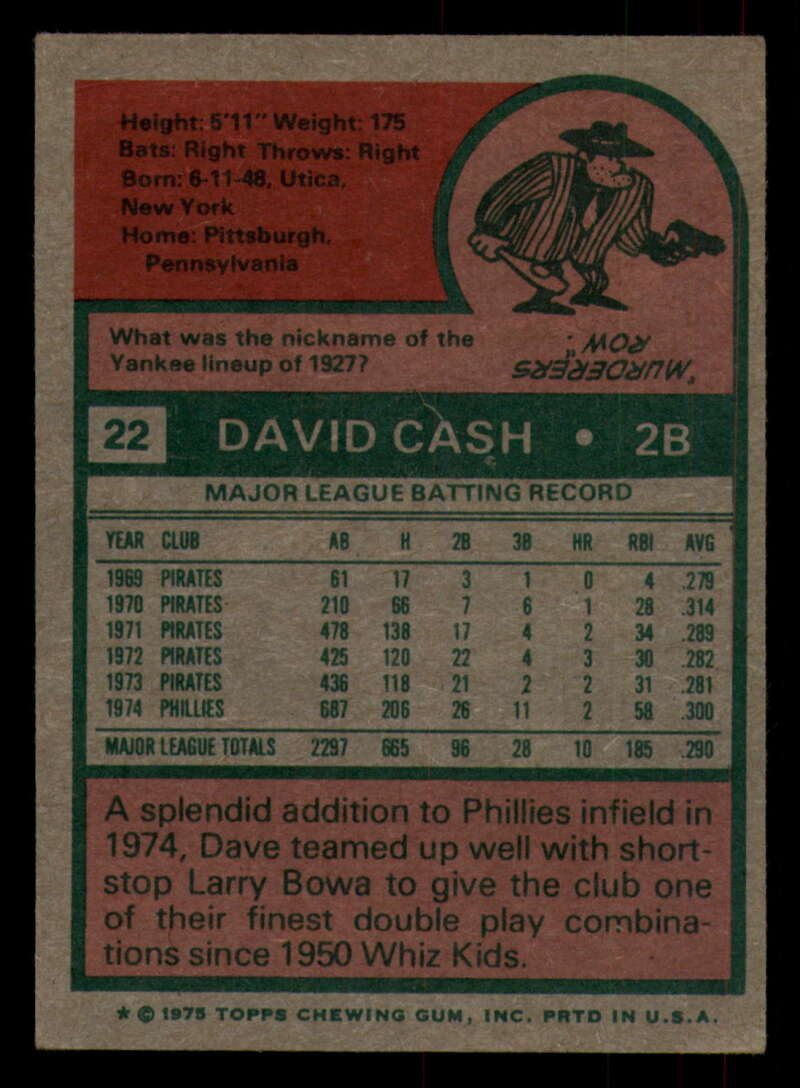 Height: 5'11" Weight: 175
Bats: Right Throws: Right
Born: 6-11-48, Utica,
New York
Home: Pittsburgh,
Pennsylvania
What was the nickname of the
Yankee lineup of 1927?
"MURDERERS
ROW"
22 DAVID CASH • 2B
MAJOR LEAGUE BATTING RECORD
YEAR CLUB AB H 2B 3B HR RBI AVG
1969 PIRATES 61 17 3 1 0 4 .279
1970 PIRATES 210 66 7 6 1 28 .314
1971 PIRATES 478 138 17 4 2 34 .289
1972 PIRATES 425 120 22 4 3 30 .282
1973 PIRATES 436 118 21 2 2 31 .281
1974 PHILLIES 687 206 26 11 2 58 .300
MAJOR LEAGUE TOTALS 2297 665 96 28 10 185 .290
A splendid addition to Phillies infield in
1974, Dave teamed up well with short-
stop Larry Bowa to give the club one
of their finest double play combina-
tions since 1950 Whiz Kids.
* © 1975 TOPPS CHEWING GUM, INC. PRTD IN U.S.A.